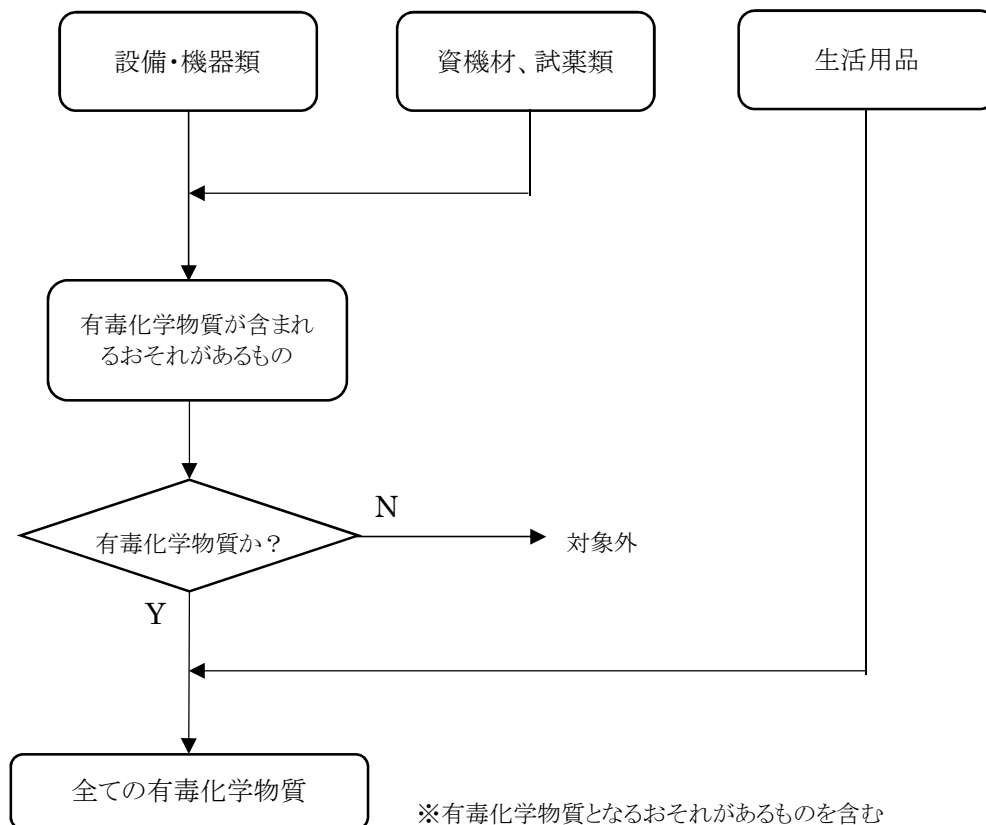 設備・機器類
資機材、試薬類
生活用品
有毒化学物質が含まれ
るおそれがあるもの
有毒化学物質か？
N
対象外
Y
全ての有毒化学物質
※有毒化学物質となるおそれがあるものを含む